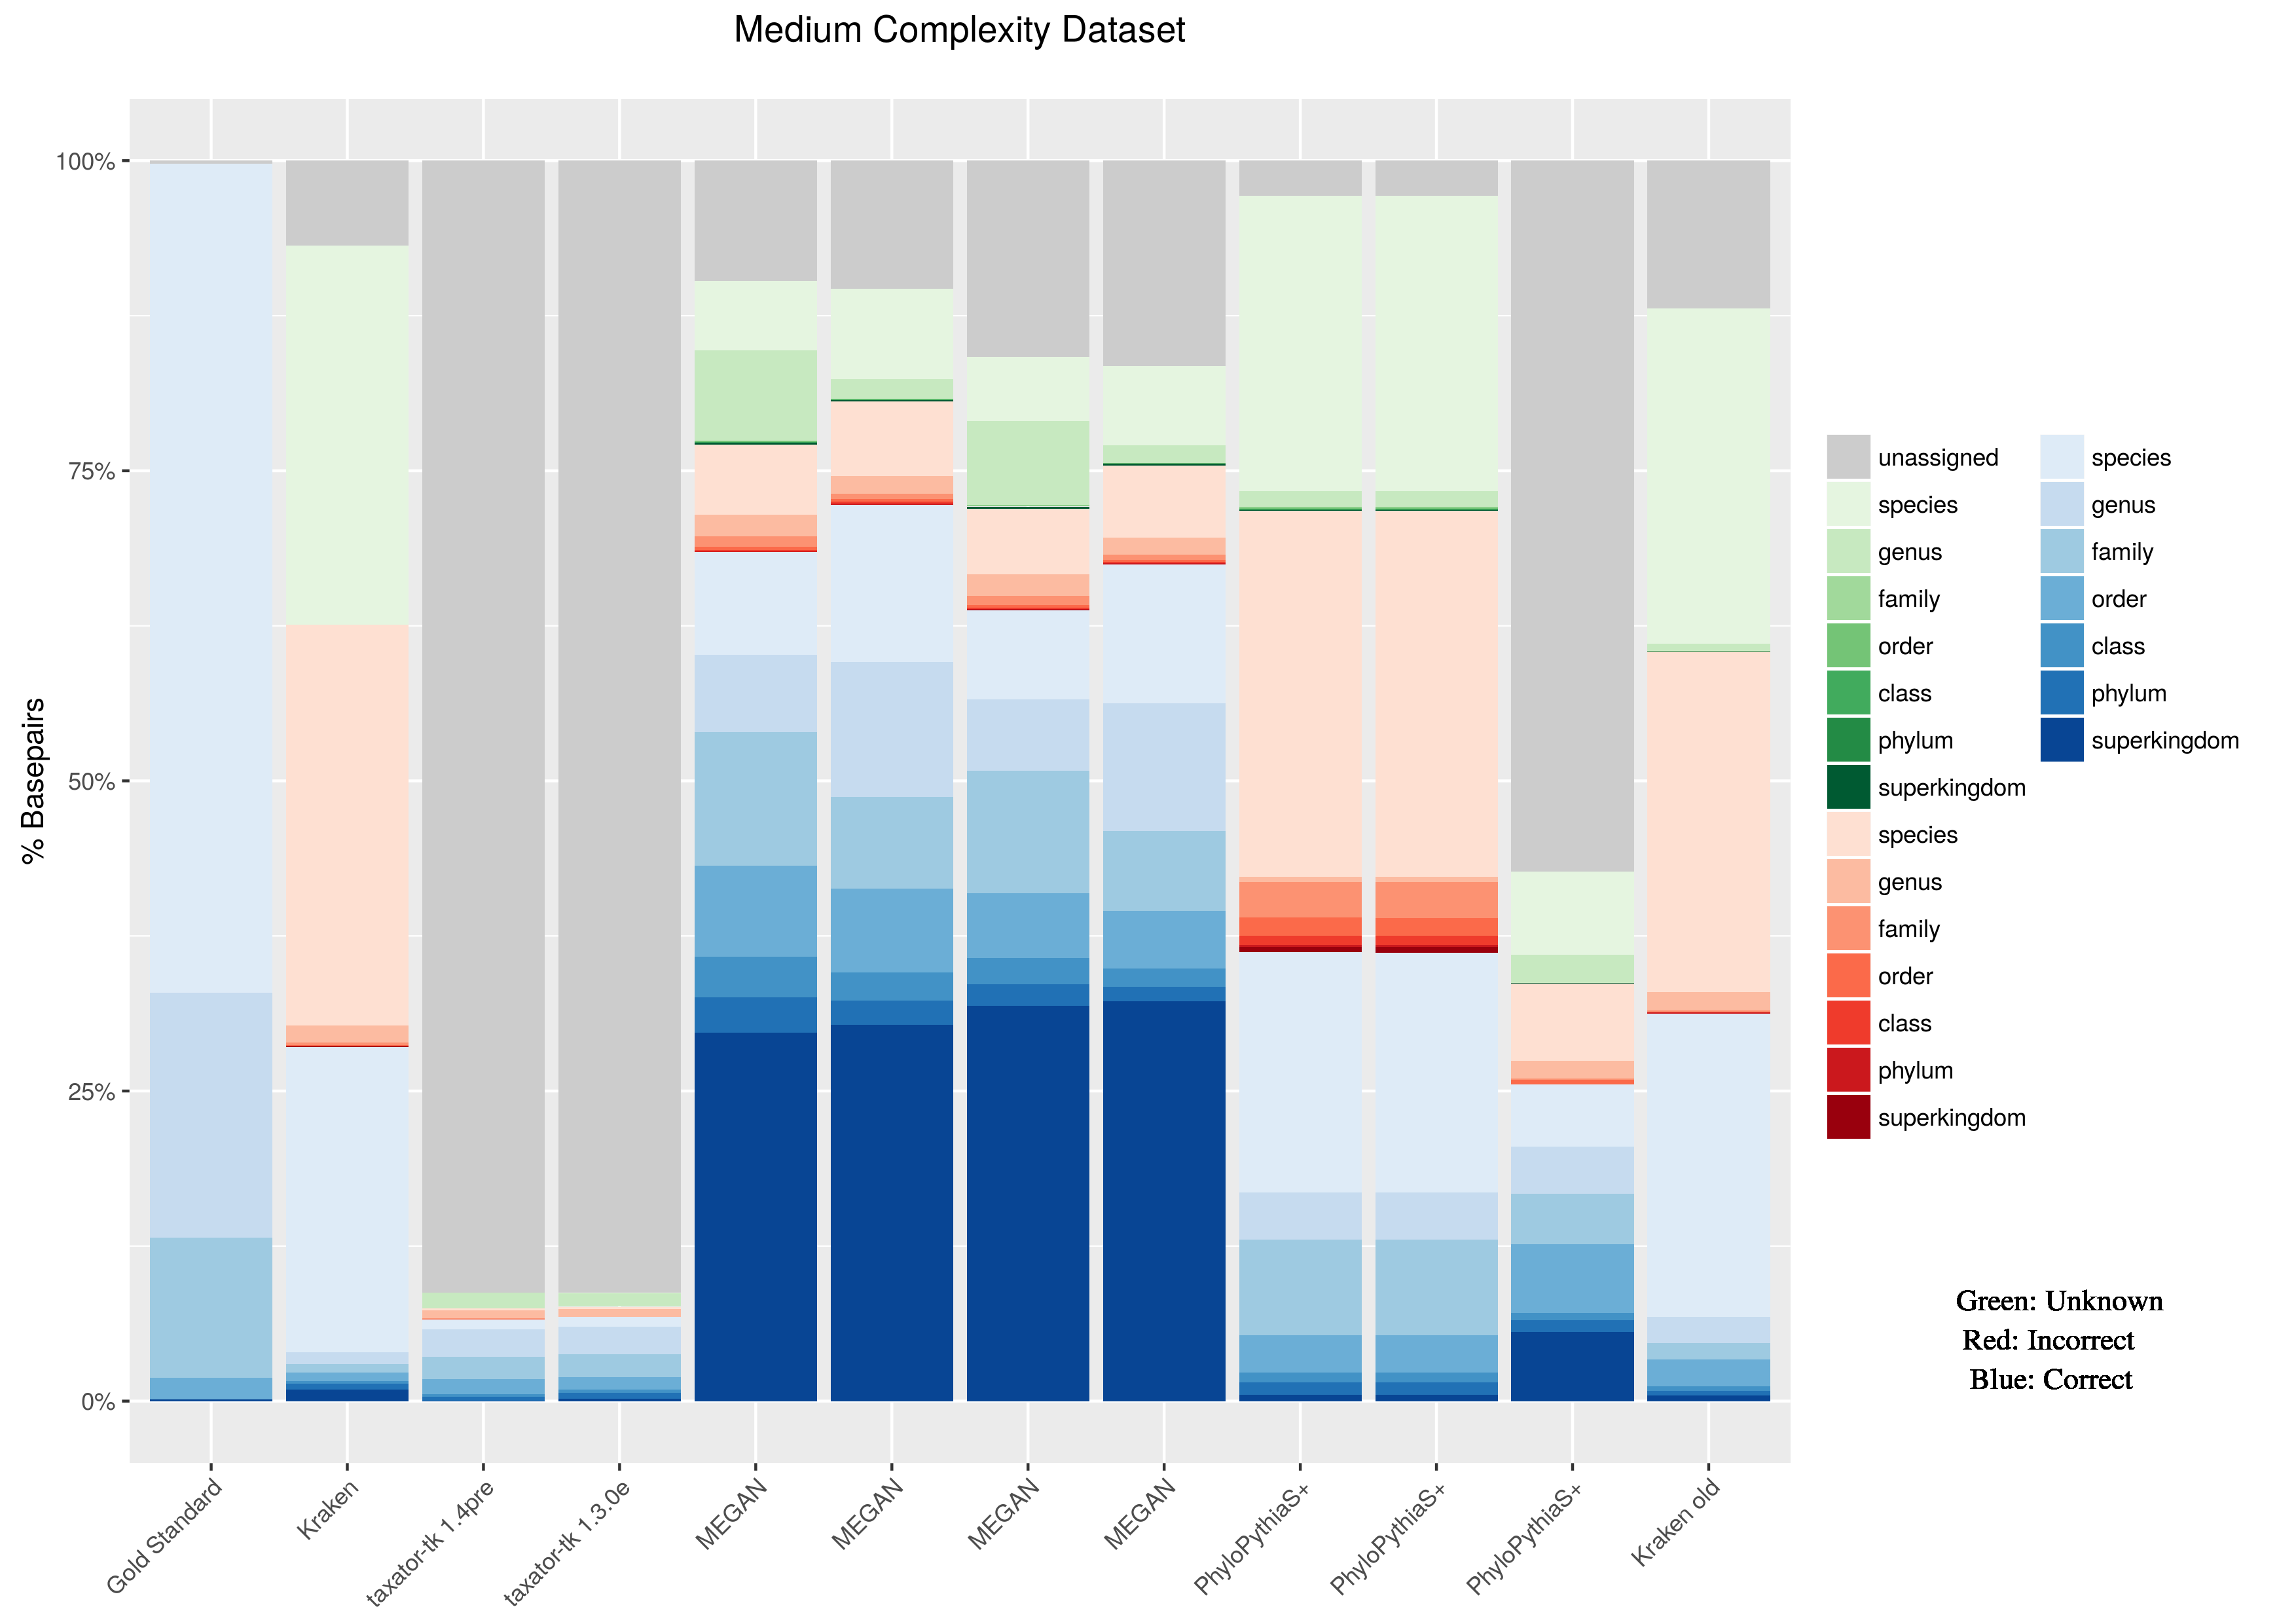 Medium Complexity Dataset
% Basepairs
100%
75%
50%
25%
0%
Gold Standard
Kraken
taxator-tk 1.4pre
taxator-tk 1.3.0e
MEGAN
MEGAN
MEGAN
MEGAN
PhyloPythiaS+
PhyloPythiaS+
PhyloPythiaS+
Kraken old
unassigned
species
genus
family
order
class
phylum
superkingdom
species
genus
family
order
class
phylum
superkingdom
species
genus
family
order
class
phylum
superkingdom
Green: Unknown
Red: Incorrect
Blue: Correct